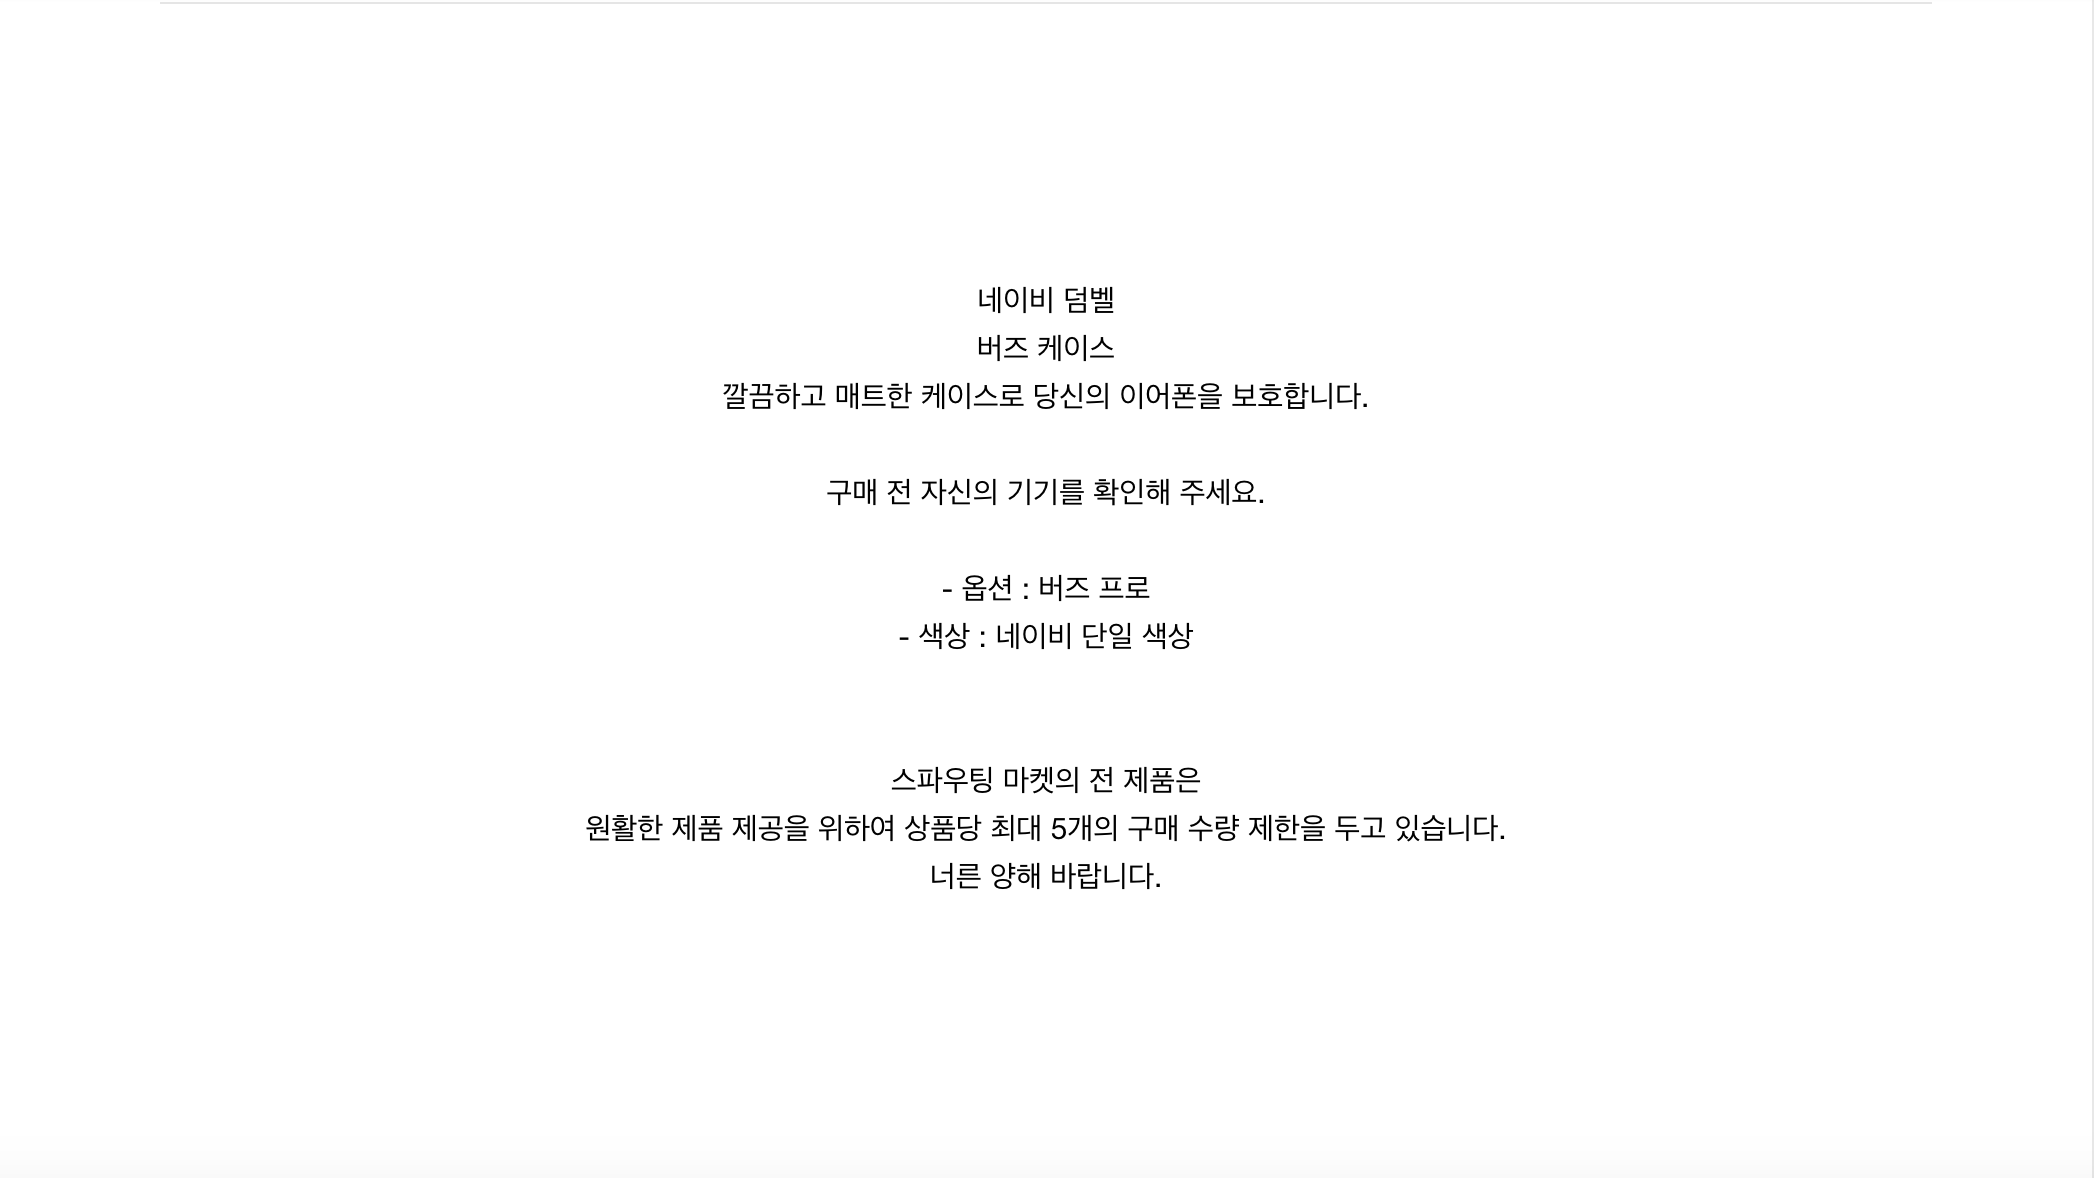 네이비 덤벨
버즈 케이스
깔끔하고 매트한 케이스로 당신의 이어폰을 보호합니다.
구매 전 자신의 기기를 확인해 주세요.
- 옵션 : 버즈 프로
- 색상 : 네이비 단일 색상
스파우팅 마켓의 전 제품은
원활한 제품 제공을 위하여 상품당 최대 5개의 구매 수량 제한을 두고 있습니다.
너른 양해 바랍니다.